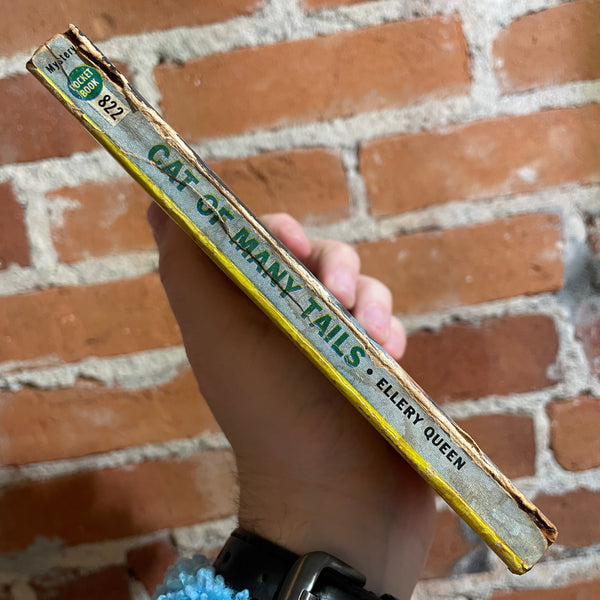 Mystery
POCKET
BOOK
822
CAT OF MANY TAILS • ELLERY QUEEN